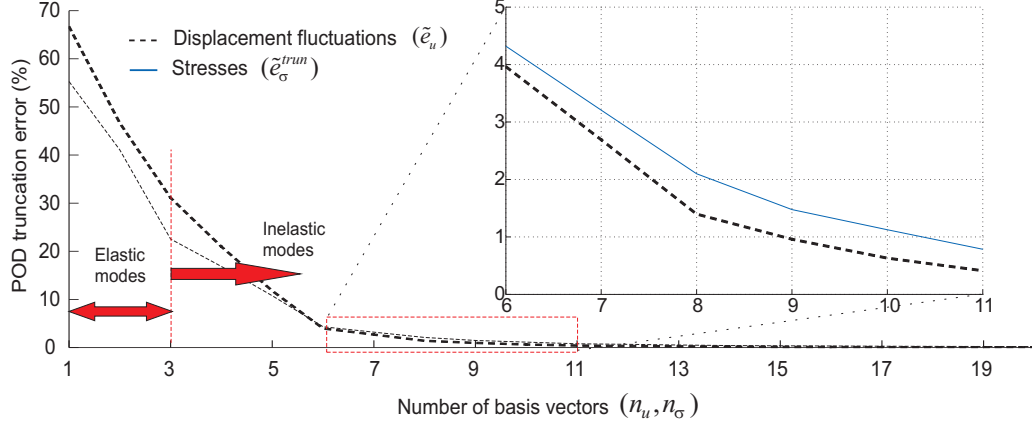 POD truncation error (%)
80
70
60
50
40
30
20
10
0
Displacement fluctuations (ẽ_u)
Stresses (ẽ_σ^trun)
Elastic
modes
Inelastic
modes
5
4
3
2
1
0
6 7 8 9 10 11
1 3 5 7 9 11 13 15 17 19
Number of basis vectors (n_u, n_σ)